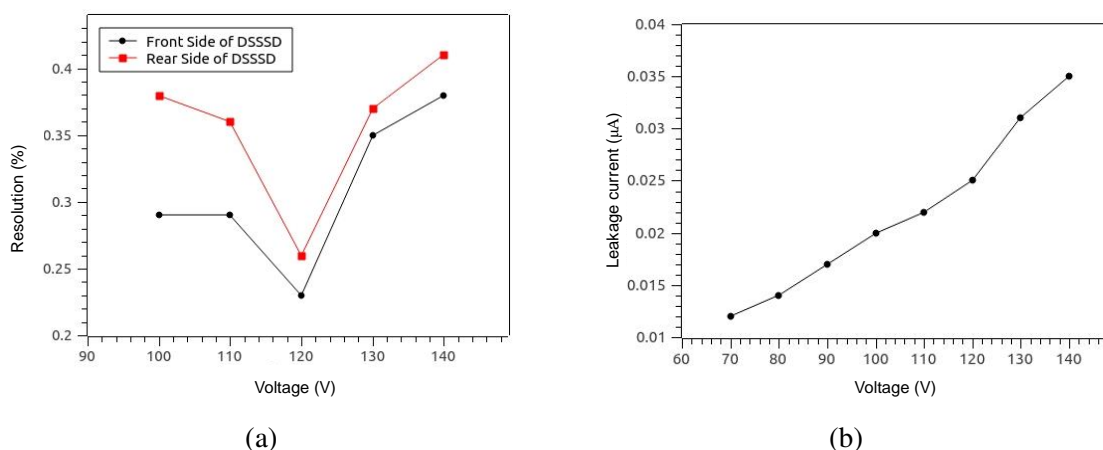 Front Side of DSSSD
Rear Side of DSSSD
0.4
0.35
0.3
0.25
0.2
Resolution (%)
90 100 110 120 130 140
Voltage (V)
(a)
0.04
0.035
0.03
0.025
0.02
0.015
0.01
Leakage current (μA)
60 70 80 90 100 110 120 130 140
Voltage (V)
(b)